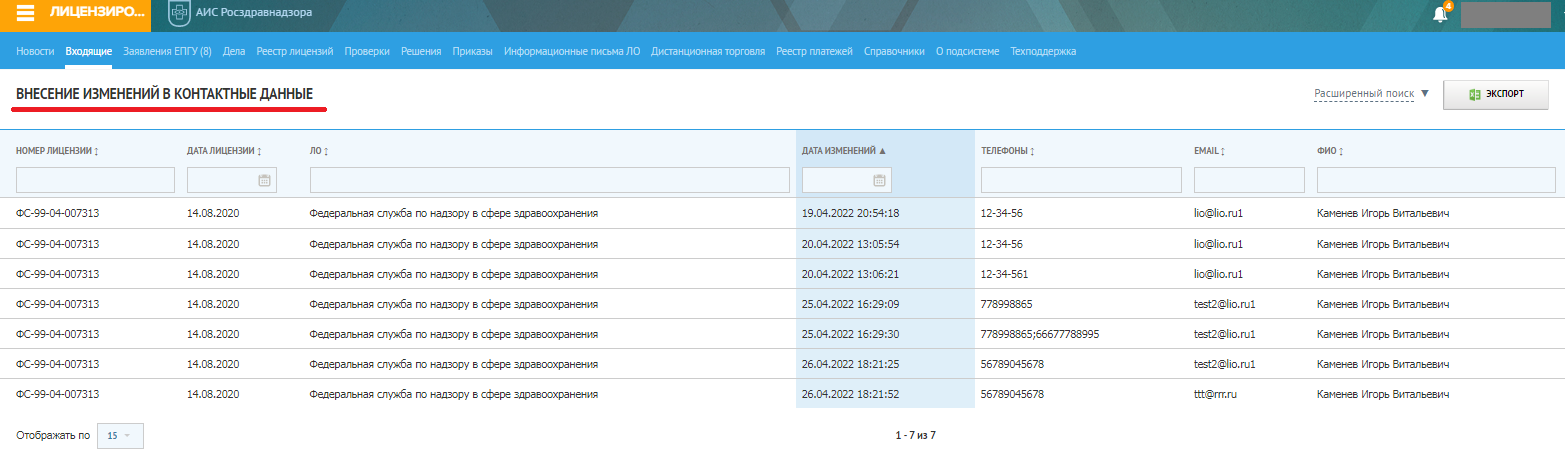 ЛИЦЕНЗИРО... АИС Росздравнадзора 4
Новости Входящие Заявления ЕПГУ (8) Дела Реестр лицензий Проверки Решения Приказы Информационные письма ЛО Дистанционная торговля Реестр платежей Справочники О подсистеме Техподдержка
ВНЕСЕНИЕ ИЗМЕНЕНИЙ В КОНТАКТНЫЕ ДАННЫЕ Расширенный поиск ▼ ЭКСПОРТ
НОМЕР ЛИЦЕНЗИИ ↕ ДАТА ЛИЦЕНЗИИ ↕ ЛО ↕ ДАТА ИЗМЕНЕНИЙ ▲ ТЕЛЕФОНЫ ↕ EMAIL ↕ ФИО ↕
ФС-99-04-007313 14.08.2020 Федеральная служба по надзору в сфере здравоохранения 19.04.2022 20:54:18 12-34-56 lio@lio.ru1 Каменев Игорь Витальевич
ФС-99-04-007313 14.08.2020 Федеральная служба по надзору в сфере здравоохранения 20.04.2022 13:05:54 12-34-56 lio@lio.ru1 Каменев Игорь Витальевич
ФС-99-04-007313 14.08.2020 Федеральная служба по надзору в сфере здравоохранения 20.04.2022 13:06:21 12-34-561 lio@lio.ru1 Каменев Игорь Витальевич
ФС-99-04-007313 14.08.2020 Федеральная служба по надзору в сфере здравоохранения 25.04.2022 16:29:09 778998865 test2@lio.ru1 Каменев Игорь Витальевич
ФС-99-04-007313 14.08.2020 Федеральная служба по надзору в сфере здравоохранения 25.04.2022 16:29:30 778998865;66677788995 test2@lio.ru1 Каменев Игорь Витальевич
ФС-99-04-007313 14.08.2020 Федеральная служба по надзору в сфере здравоохранения 26.04.2022 18:21:25 56789045678 test2@lio.ru1 Каменев Игорь Витальевич
ФС-99-04-007313 14.08.2020 Федеральная служба по надзору в сфере здравоохранения 26.04.2022 18:21:52 56789045678 ttt@rrr.ru Каменев Игорь Витальевич
Отображать по 15 1 - 7 из 7